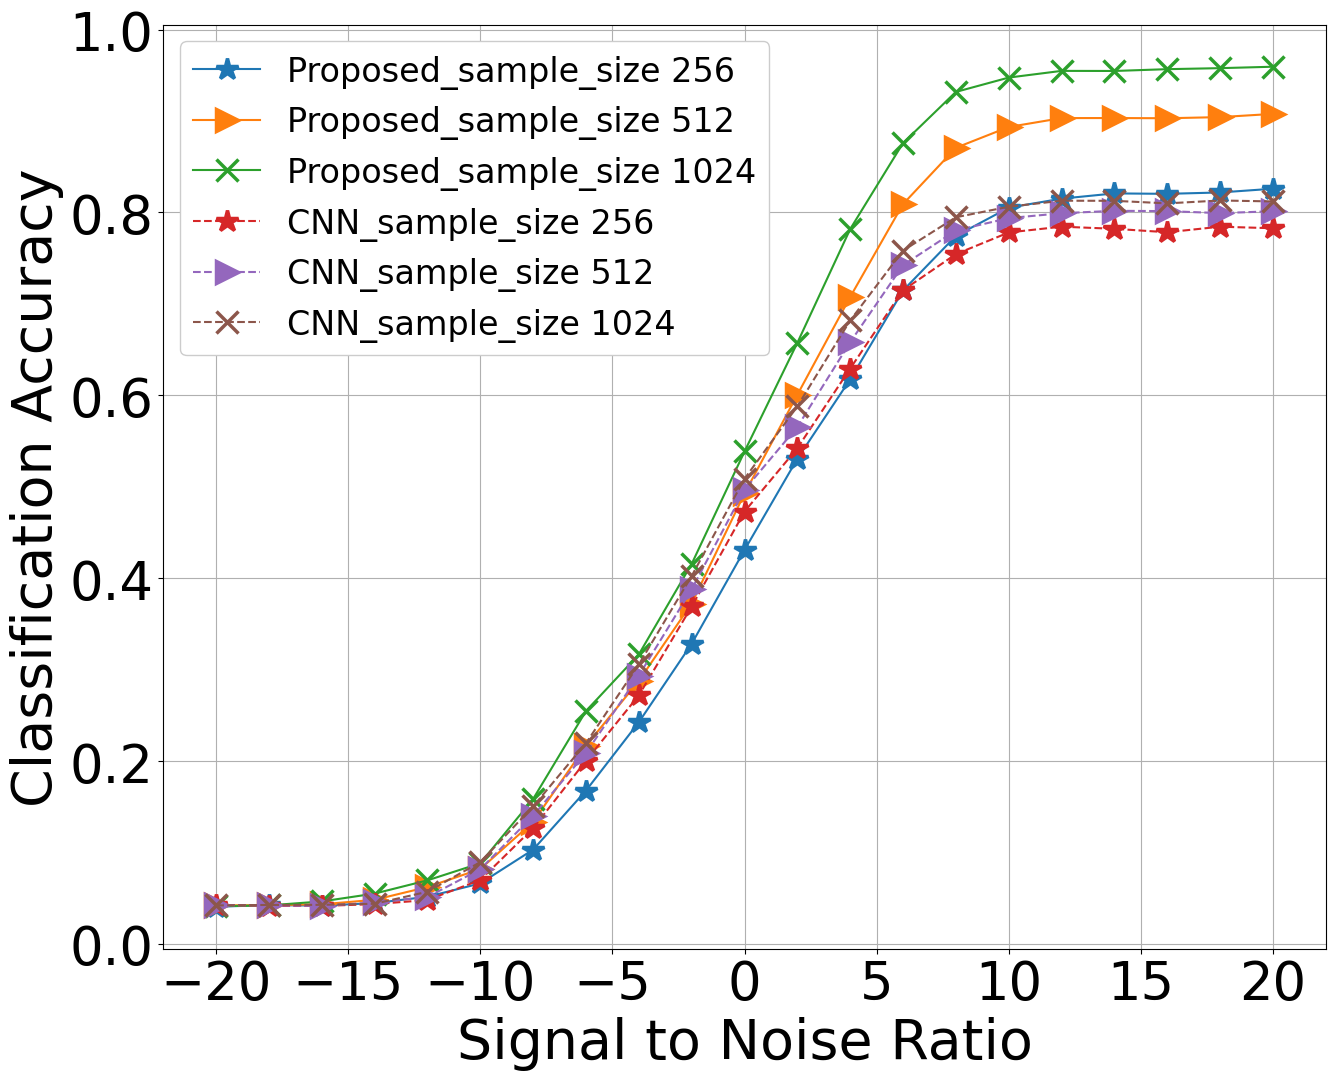 1.0
0.8
0.6
0.4
0.2
0.0
Classification Accuracy
Proposed_sample_size 256
Proposed_sample_size 512
Proposed_sample_size 1024
CNN_sample_size 256
CNN_sample_size 512
CNN_sample_size 1024
−20 −15 −10 −5 0 5 10 15 20
Signal to Noise Ratio